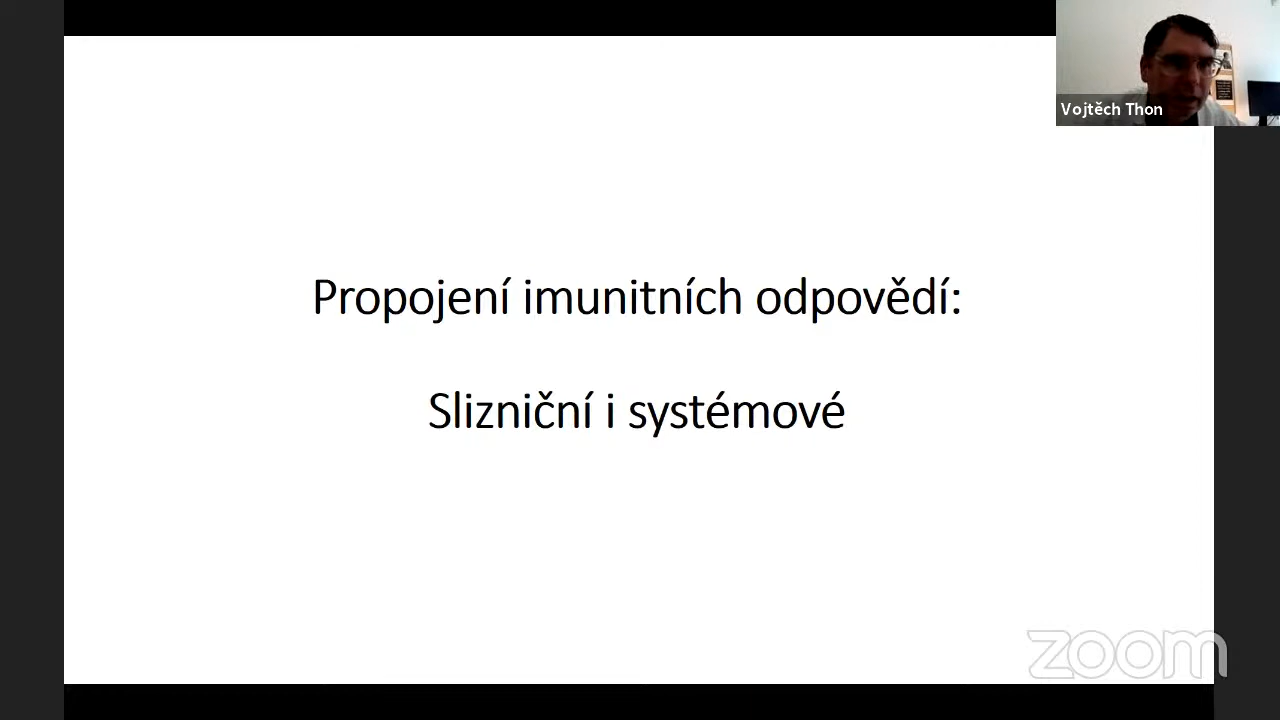 Vojtěch Thon
Propojení imunitních odpovědí:
Slizniční i systémové
zoom